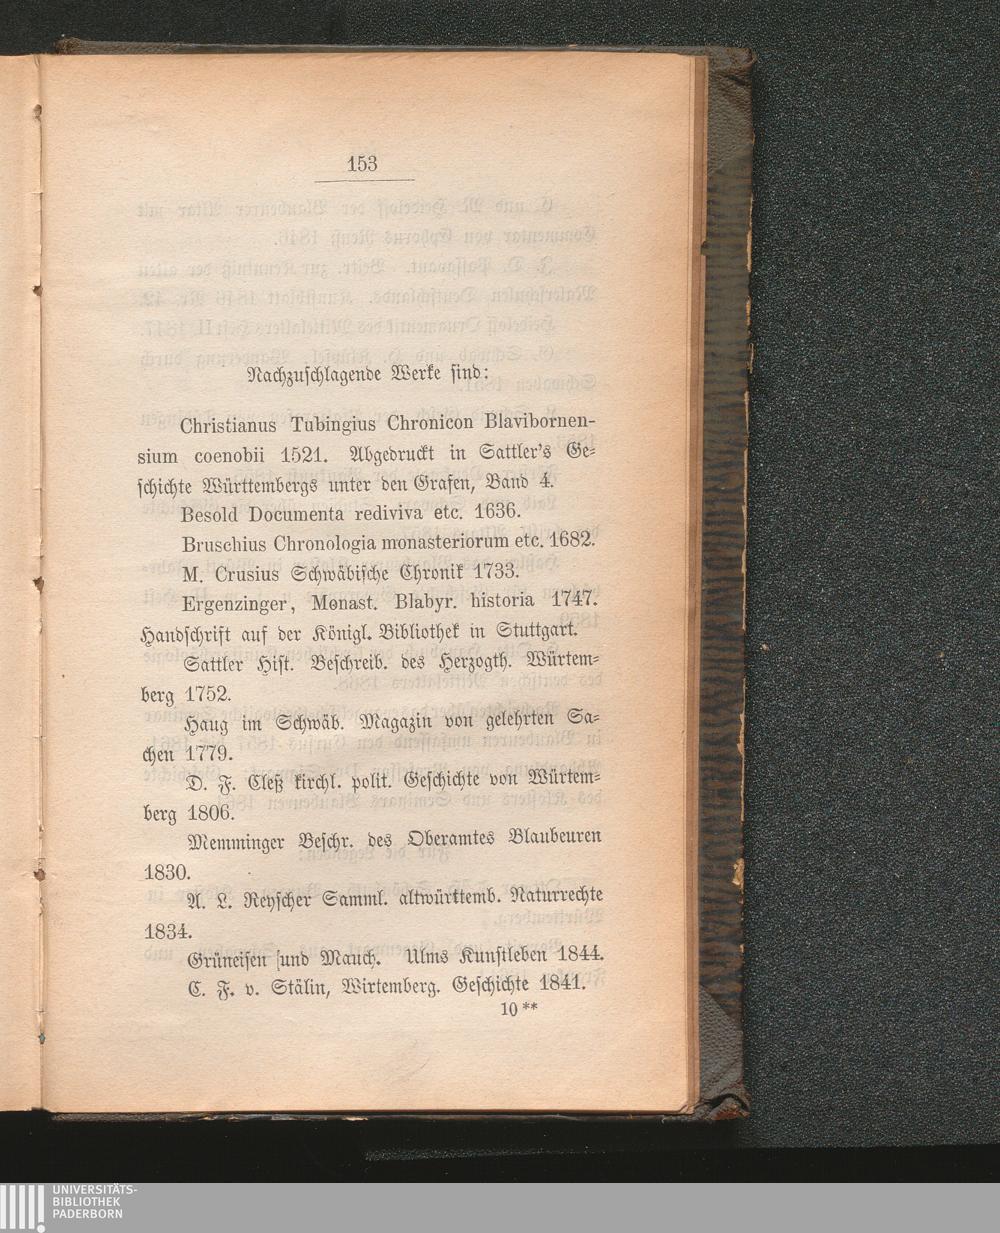 153
Nachzuschlagende Werke sind:
Christianus Tubingius Chronicon Blavibornen-
sium coenobii 1521. Abgedruckt in Sattler's Ge-
schichte Württembergs unter den Grafen, Band 4.
Besold Documenta rediviva etc. 1636.
Bruschius Chronologia monasteriorum etc. 1682.
M. Crusius Schwäbische Chronik 1733.
Ergenzinger, Monast. Blabyr. historia 1747.
Handschrift auf der Königl. Bibliothek in Stuttgart.
Sattler Hist. Beschreib. des Herzogth. Würtem-
berg 1752.
Haug im Schwäb. Magazin von gelehrten Sa-
chen 1779.
D. F. Cleß kirchl. polit. Geschichte von Würtem-
berg 1806.
Memminger Beschr. des Oberamtes Blaubeuren
1830.
A. L. Reyscher Samml. altwürttemb. Naturrechte
1834.
Grüneisen und Mauch. Ulms Kunstleben 1844.
C. F. v. Stälin, Wirtemberg. Geschichte 1841.
10**
UNIVERSITÄTS-
BIBLIOTHEK
PADERBORN